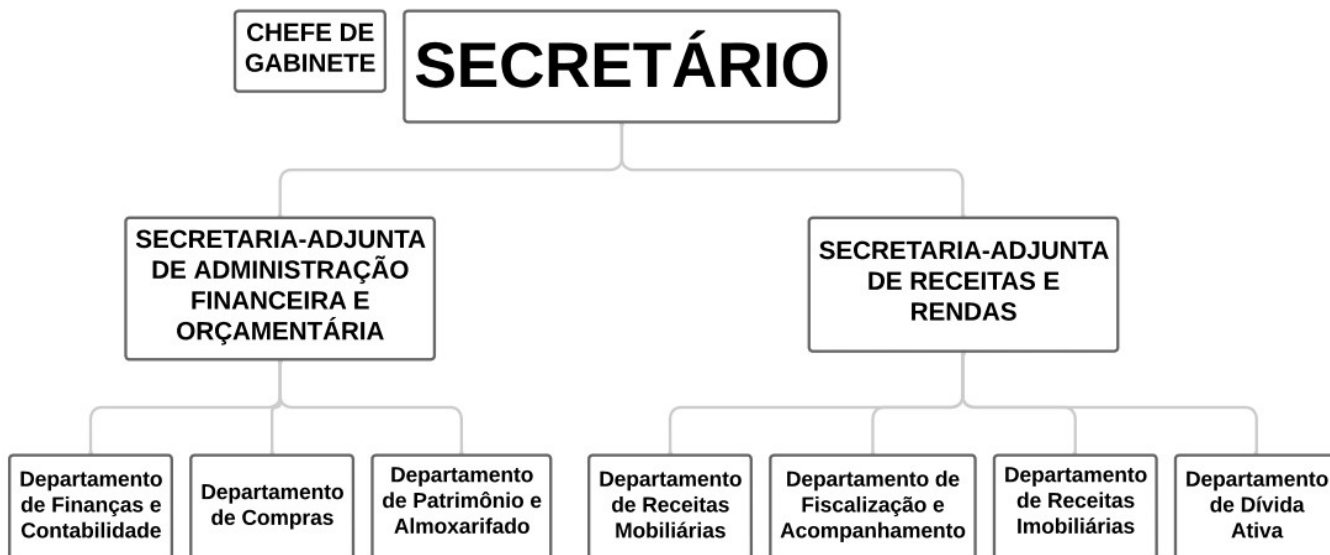 CHEFE DE
GABINETE
SECRETÁRIO
SECRETARIA-ADJUNTA
DE ADMINISTRAÇÃO
FINANCEIRA E
ORÇAMENTÁRIA
SECRETARIA-ADJUNTA
DE RECEITAS E
RENDAS
Departamento
de Finanças e
Contabilidade
Departamento
de Compras
Departamento
de Patrimônio e
Almoxarifado
Departamento
de Receitas
Mobiliárias
Departamento de
Fiscalização e
Acompanhamento
Departamento
de Receitas
Imobiliárias
Departamento
de Dívida
Ativa